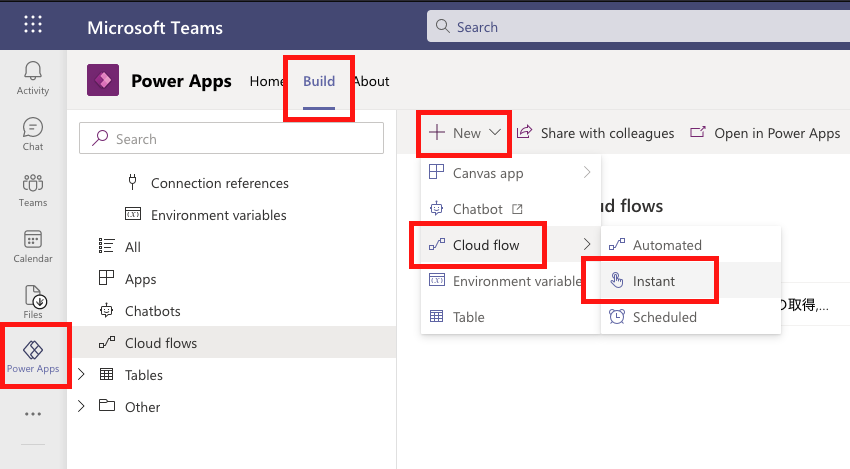 Microsoft Teams
Search
Activity
Chat
Teams
Calendar
Files
Power Apps
Power Apps
Home
Build
About
Search
Connection references
Environment variables
All
Apps
Chatbots
Cloud flows
Tables
Other
New
Share with colleagues
Open in Power Apps
Canvas app
Chatbot
Cloud flow
Environment variable
Table
ud flows
Automated
Instant
Scheduled
の取得,...